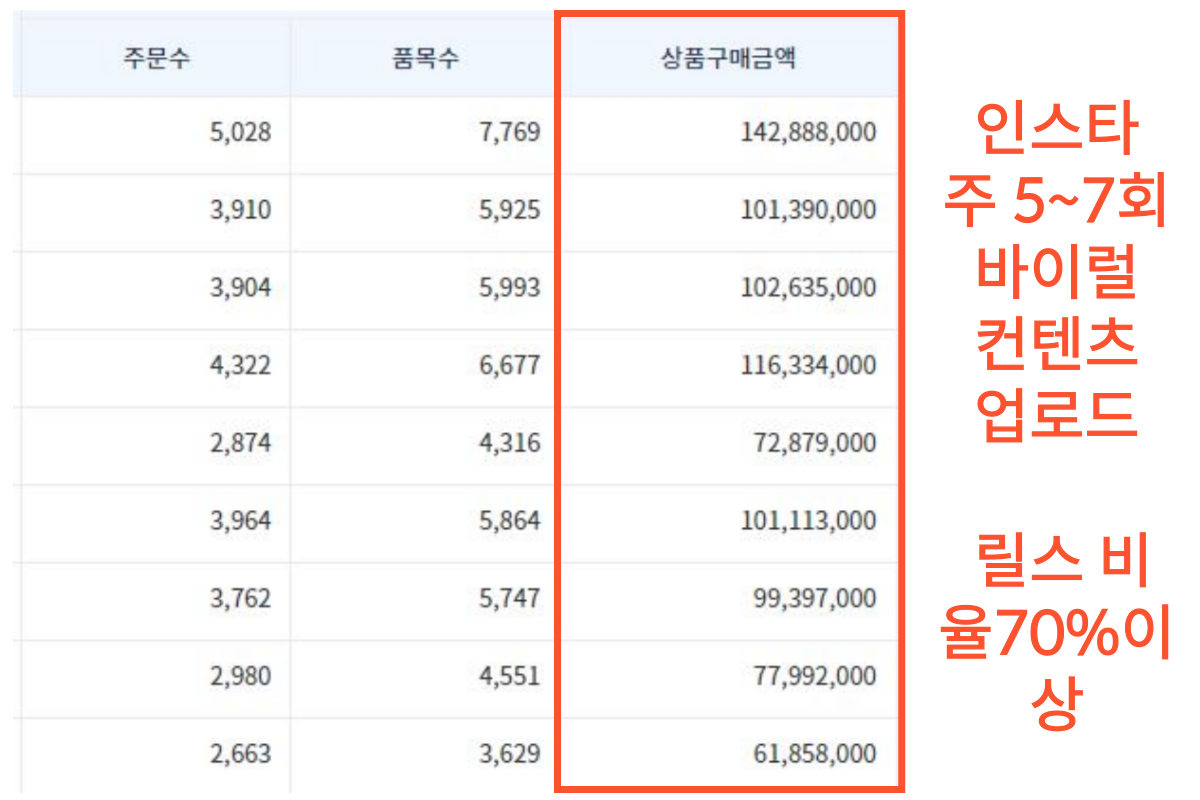 주문수 품목수 상품구매금액
5,028 7,769 142,888,000
3,910 5,925 101,390,000
3,904 5,993 102,635,000
4,322 6,677 116,334,000
2,874 4,316 72,879,000
3,964 5,864 101,113,000
3,762 5,747 99,397,000
2,980 4,551 77,992,000
2,663 3,629 61,858,000
인스타
주 5~7회
바이럴
컨텐츠
업로드
릴스 비
율70%이
상